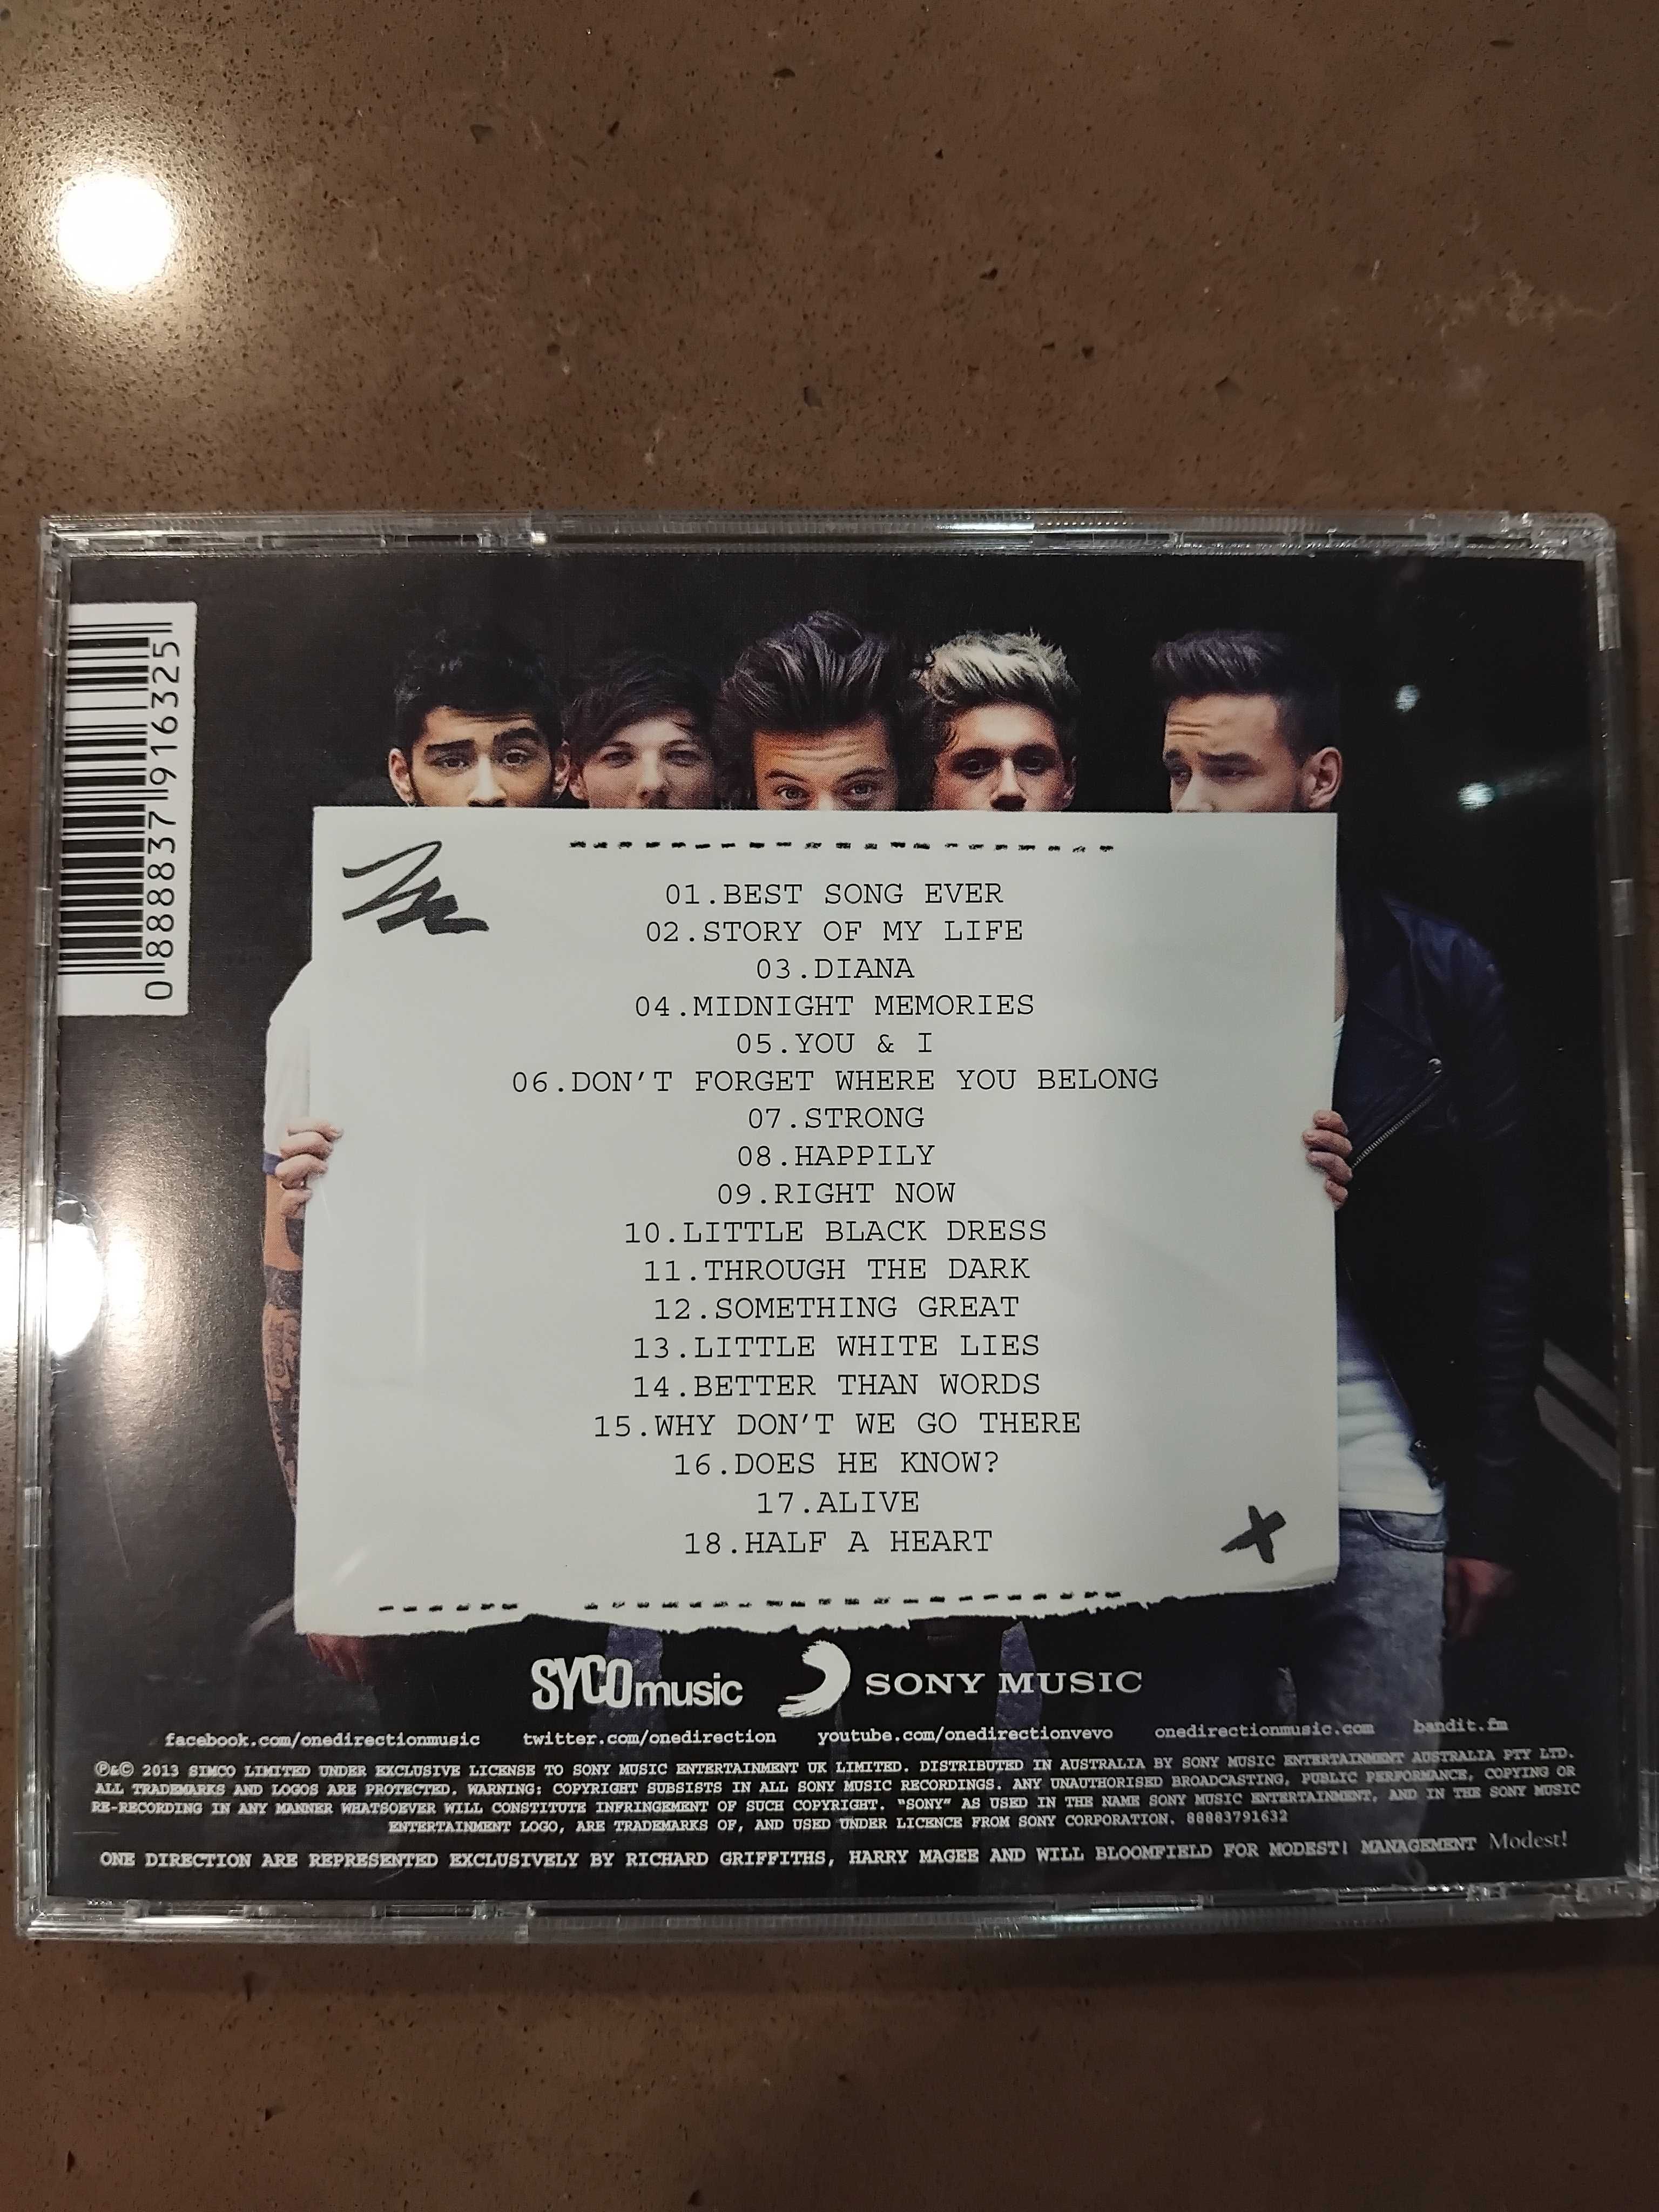 0 888837 916325
01.BEST SONG EVER
02.STORY OF MY LIFE
03.DIANA
04.MIDNIGHT MEMORIES
05.YOU & I
06.DON'T FORGET WHERE YOU BELONG
07.STRONG
08.HAPPILY
09.RIGHT NOW
10.LITTLE BLACK DRESS
11.THROUGH THE DARK
12.SOMETHING GREAT
13.LITTLE WHITE LIES
14.BETTER THAN WORDS
15.WHY DON'T WE GO THERE
16.DOES HE KNOW?
17.ALIVE
18.HALF A HEART
SYCOmusic SONY MUSIC
facebook.com/onedirectionmusic twitter.com/onedirection youtube.com/onedirectionvevo onedirectionmusic.com bandit.fm
℗&© 2013 SIMCO LIMITED UNDER EXCLUSIVE LICENSE TO SONY MUSIC ENTERTAINMENT UK LIMITED. DISTRIBUTED IN AUSTRALIA BY SONY MUSIC ENTERTAINMENT AUSTRALIA PTY LTD.
ALL TRADEMARKS AND LOGOS ARE PROTECTED. WARNING: COPYRIGHT SUBSISTS IN ALL SONY MUSIC RECORDINGS. ANY UNAUTHORISED BROADCASTING, PUBLIC PERFORMANCE, COPYING OR
RE-RECORDING IN ANY MANNER WHATSOEVER WILL CONSTITUTE INFRINGEMENT OF SUCH COPYRIGHT. "SONY" AS USED IN THE NAME SONY MUSIC ENTERTAINMENT, AND IN THE SONY MUSIC
ENTERTAINMENT LOGO, ARE TRADEMARKS OF, AND USED UNDER LICENCE FROM SONY CORPORATION. 88883791632
ONE DIRECTION ARE REPRESENTED EXCLUSIVELY BY RICHARD GRIFFITHS, HARRY MAGEE AND WILL BLOOMFIELD FOR MODEST! MANAGEMENT Modest!